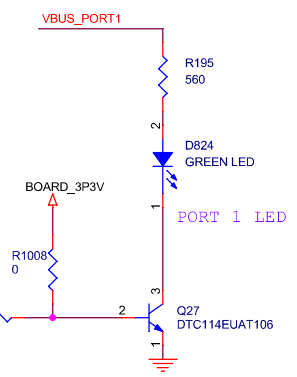 VBUS_PORT1
R195
560
2
D824
GREEN LED
1
PORT 1 LED
BOARD_3P3V
R1008
0
3
2
Q27
DTC114EUAT106
1